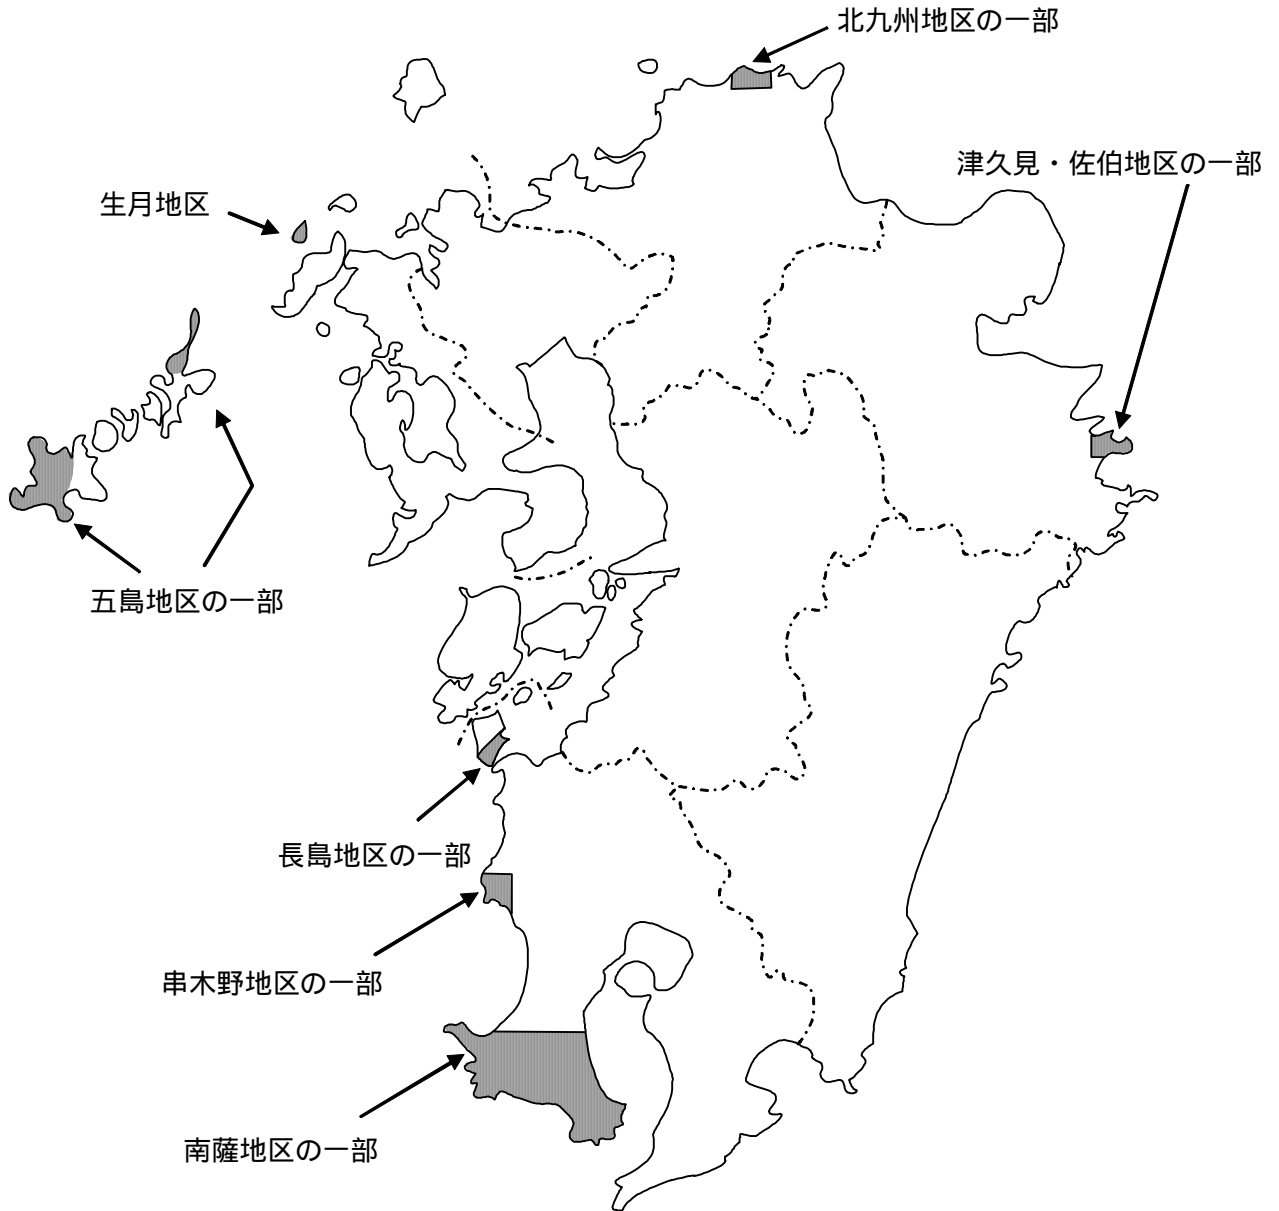 北九州地区の一部
津久見・佐伯地区の一部
生月地区
五島地区の一部
長島地区の一部
串木野地区の一部
南薩地区の一部